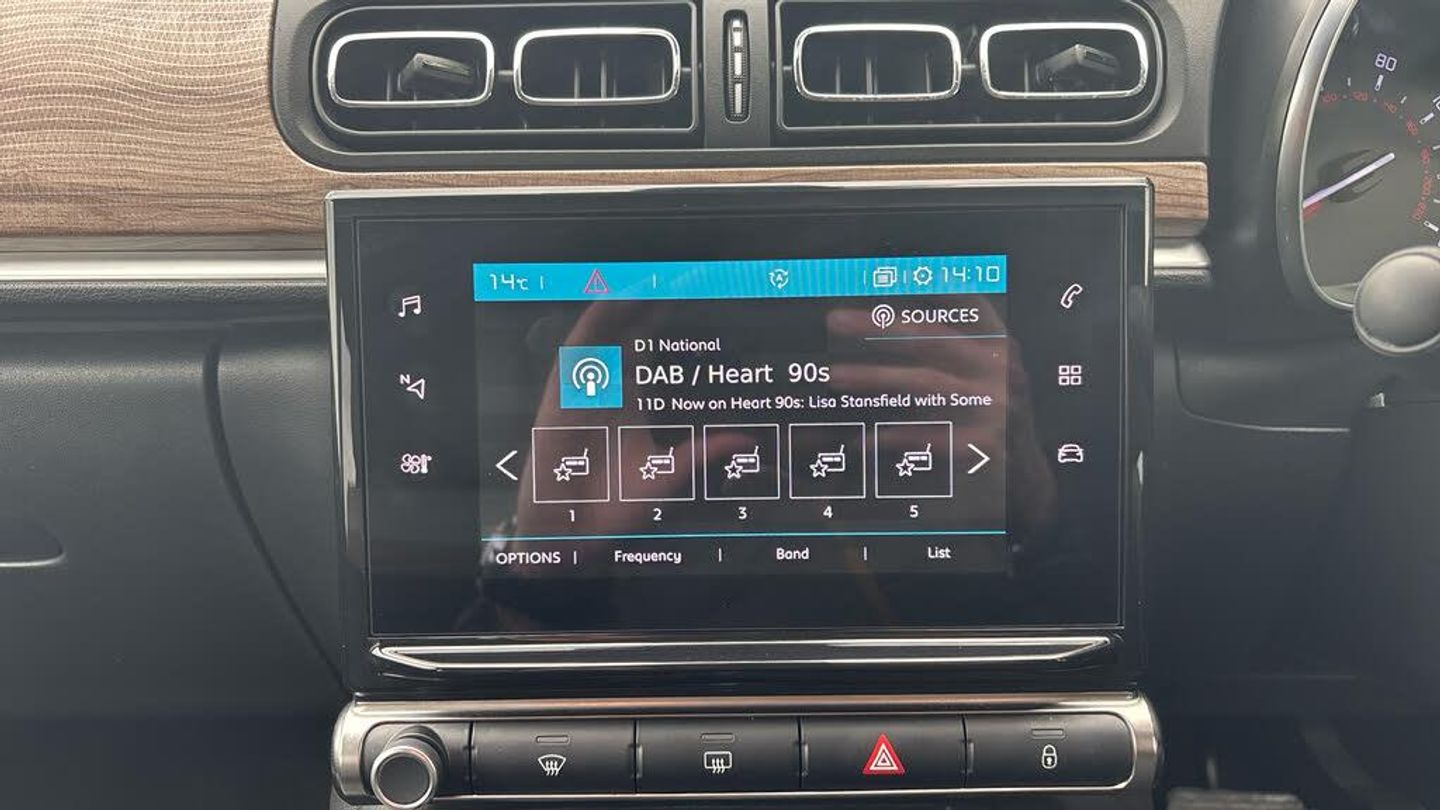 80
14°C
14:10
SOURCES
D1 National
DAB / Heart 90s
11D Now on Heart 90s: Lisa Stansfield with Some
N
1 2 3 4 5
OPTIONS | Frequency | Band | List